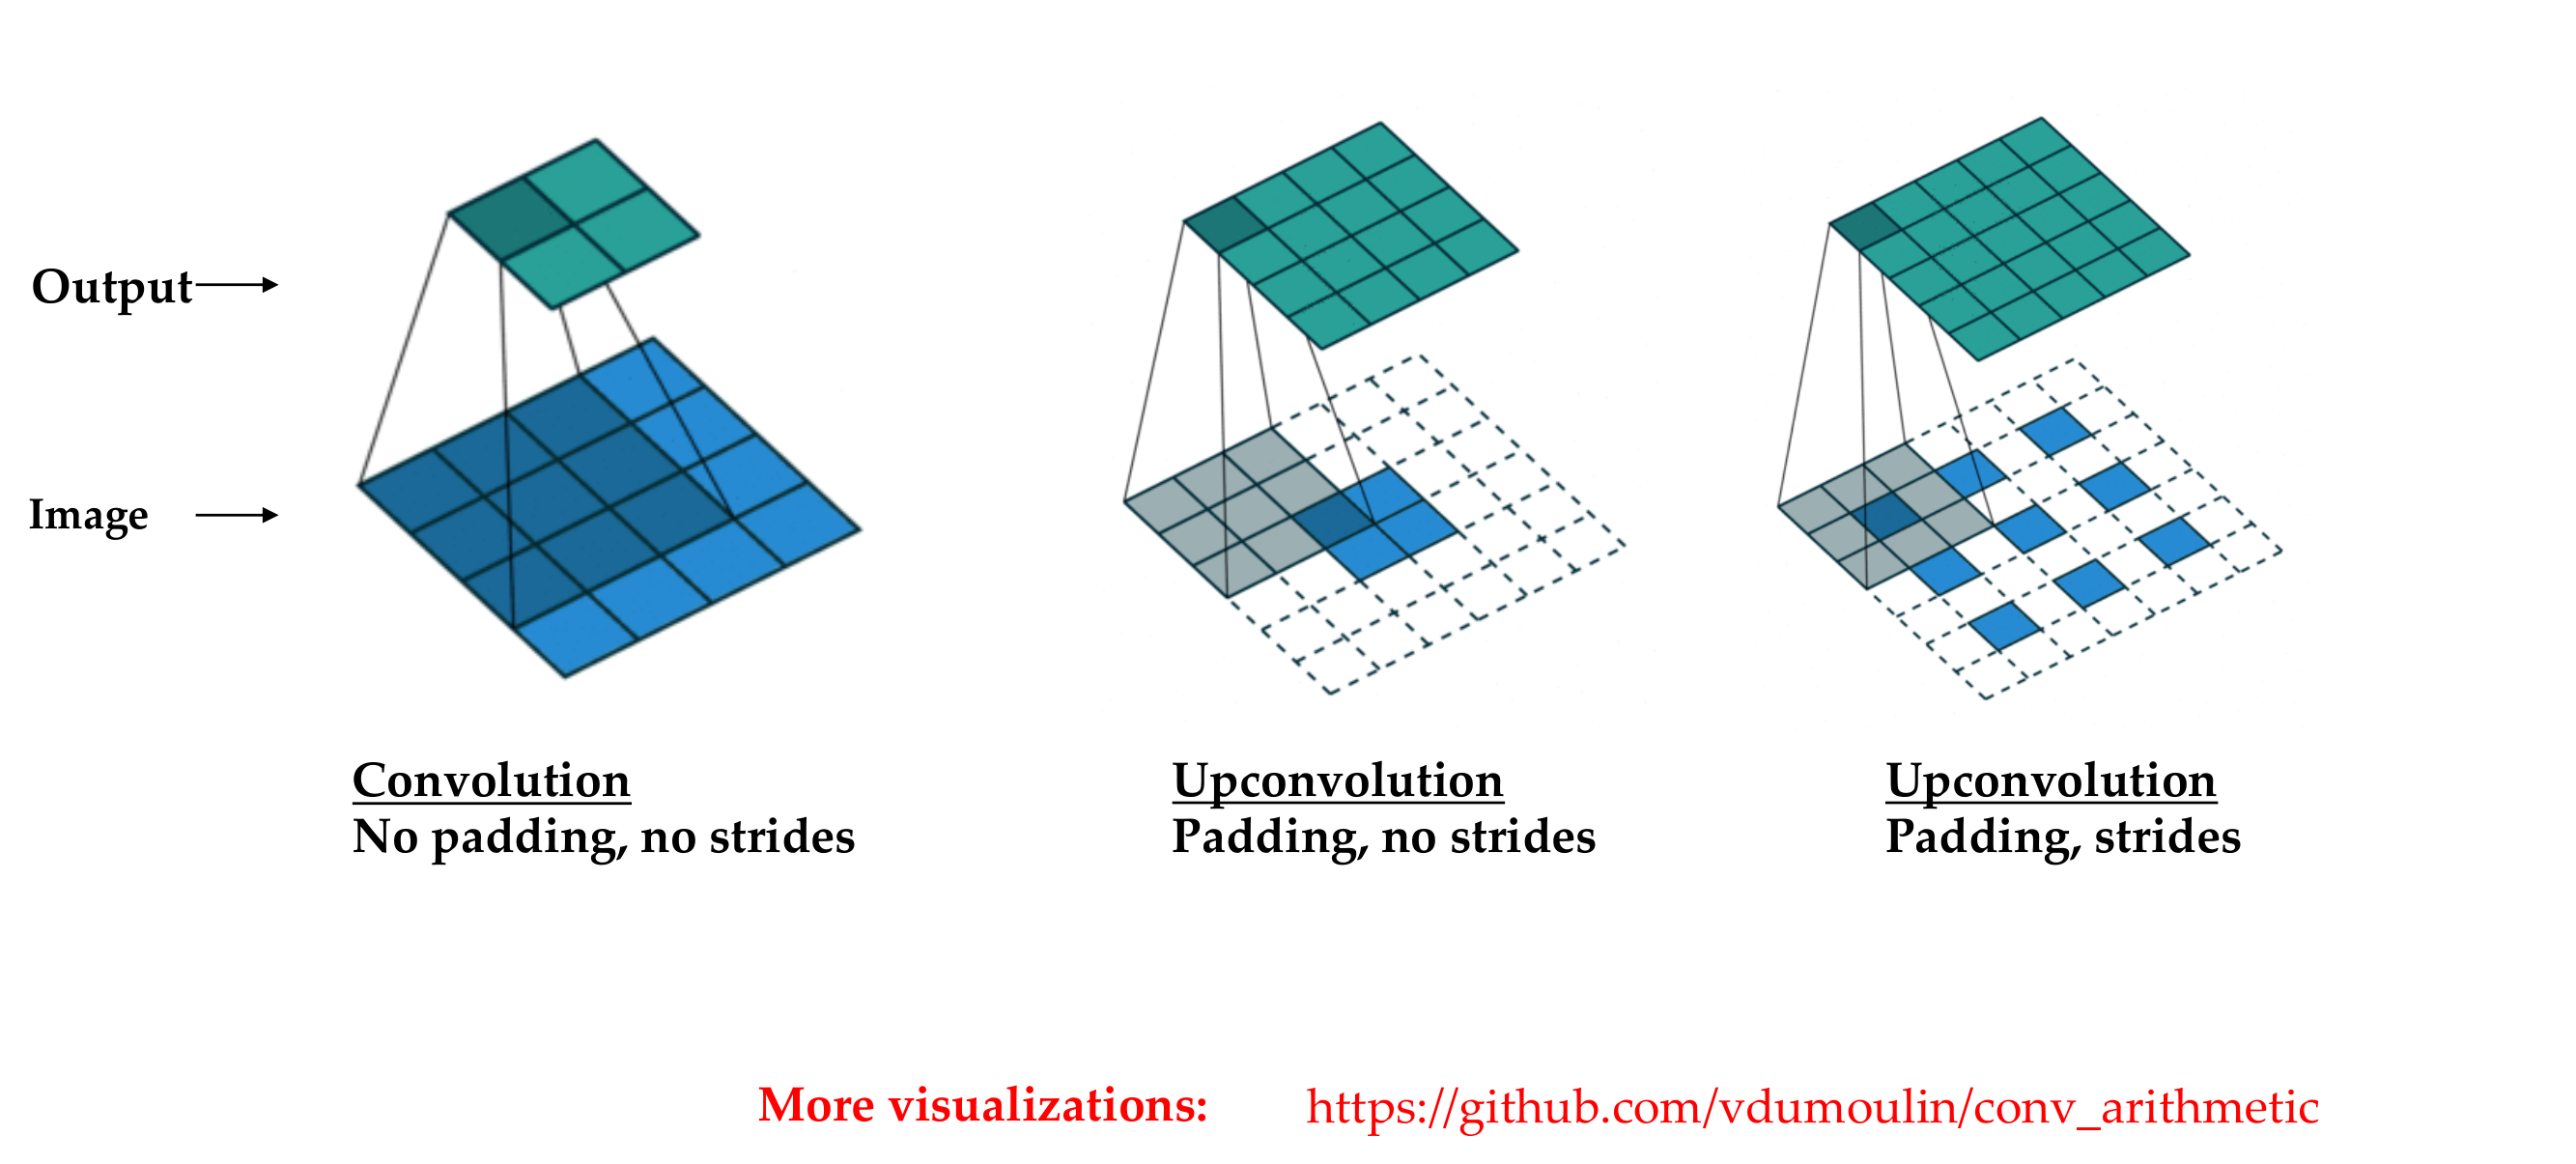 Output
Image
Convolution
No padding, no strides
Upconvolution
Padding, no strides
Upconvolution
Padding, strides
More visualizations: https://github.com/vdumoulin/conv_arithmetic